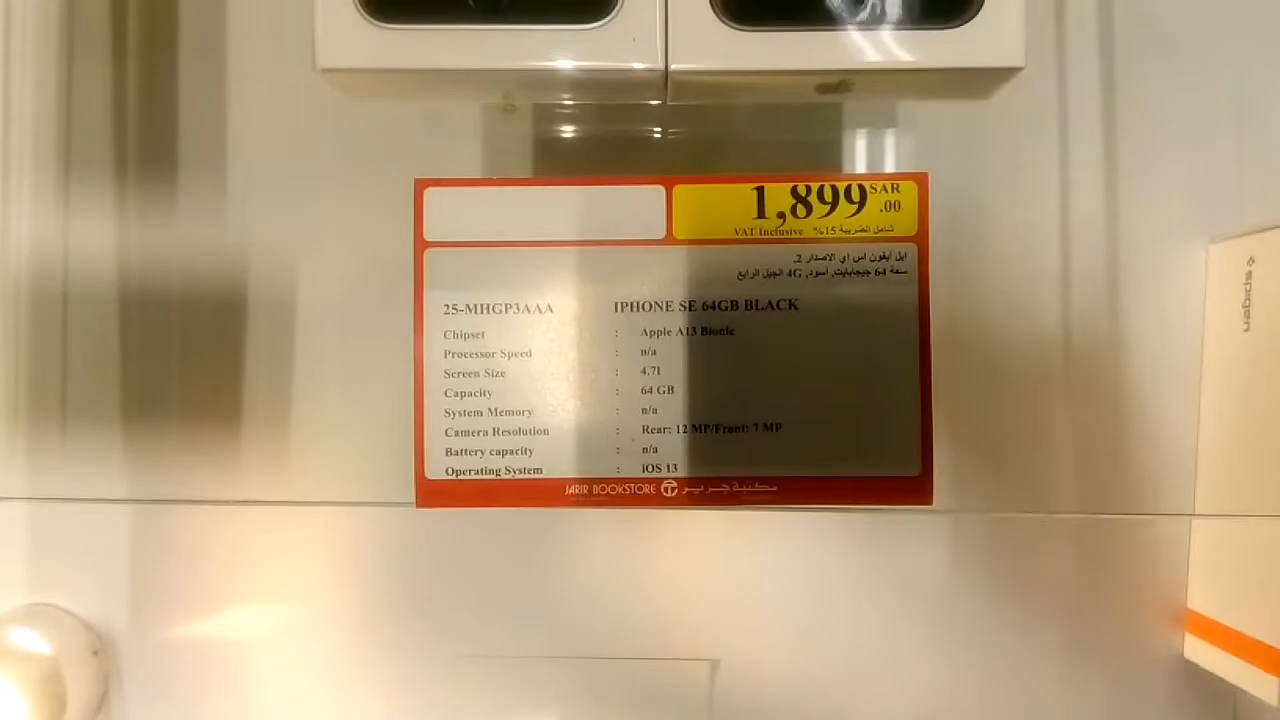 1,899 SAR .00
VAT Inclusive شامل الضريبة 15%
ابل أيفون اس اي الاصدار 2,
سعة 64 جيجابايت, أسود, 4G الجيل الرابع
25-MHGP3AAA IPHONE SE 64GB BLACK
Chipset : Apple A13 Bionic
Processor Speed : n/a
Screen Size : 4.7I
Capacity : 64 GB
System Memory : n/a
Camera Resolution : Rear: 12 MP/Front: 7 MP
Battery capacity : n/a
Operating System : iOS 13
JARIR BOOKSTORE مكتبة جرير
spigen